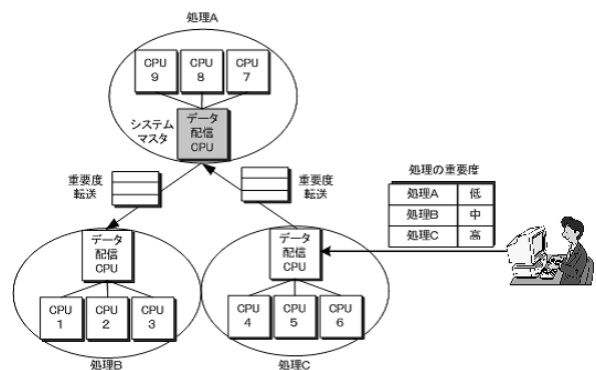 処理A
CPU
9
CPU
8
CPU
7
システム
マスタ
データ
配信
CPU
重要度
転送
重要度
転送
処理の重要度
処理A 低
処理B 中
処理C 高
データ
配信
CPU
データ
配信
CPU
CPU
1
CPU
2
CPU
3
CPU
4
CPU
5
CPU
6
処理B
処理C